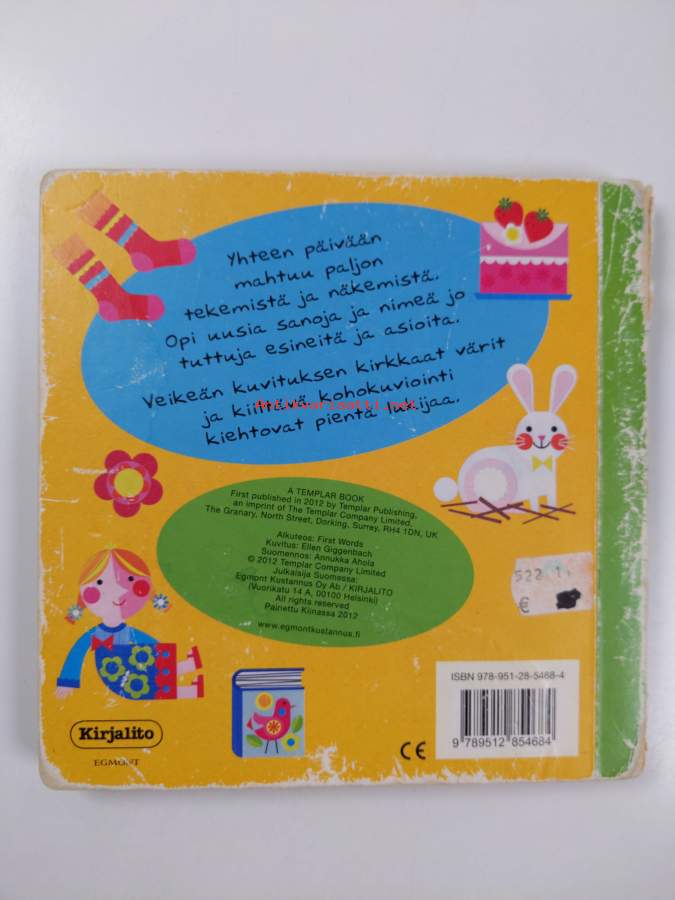 Yhteen päivään
mahtuu paljon
tekemistä ja näkemistä.
Opi uusia sanoja ja nimeä jo
tuttuja esineitä ja asioita.
Veikeän kuvituksen kirkkaat värit
ja kohokuviointi
kiehtovat pientä
Antikvariaatti.net
A TEMPLAR BOOK
First published in 2012 by Templar Publishing,
an imprint of The Templar Company Limited,
The Granary, North Street, Dorking, Surrey, RH4 1DN, UK
Alkuteos: First Words
Kuvitus: Ellen Giggenbach
Suomennos: Annukka Ahola
© 2012 Templar Company Limited
Julkaisija Suomessa:
Egmont Kustannus Oy Ab / KIRJALITO
(Vuorikatu 14 A, 00100 Helsinki)
All rights reserved
Painettu Kiinassa 2012
www.egmontkustannus.fi
522
€
ISBN 978-951-28-5468-4
9 789512 854684
CE
Kirjalito
EGMONT